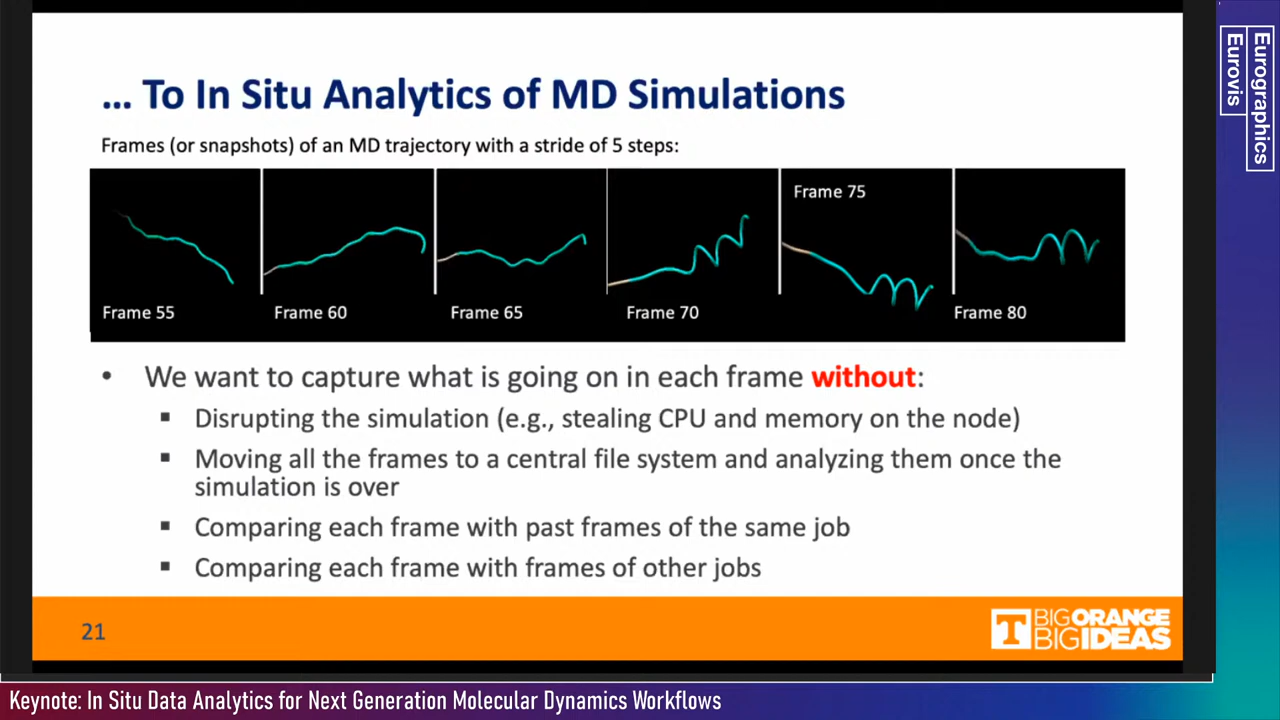 ... To In Situ Analytics of MD Simulations
Frames (or snapshots) of an MD trajectory with a stride of 5 steps:
Frame 55
Frame 60
Frame 65
Frame 70
Frame 75
Frame 80
• We want to capture what is going on in each frame without:
▪ Disrupting the simulation (e.g., stealing CPU and memory on the node)
▪ Moving all the frames to a central file system and analyzing them once the
simulation is over
▪ Comparing each frame with past frames of the same job
▪ Comparing each frame with frames of other jobs
21
T
BIG ORANGE
BIG IDEAS
Eurographics
Eurovis
Keynote: In Situ Data Analytics for Next Generation Molecular Dynamics Workflows